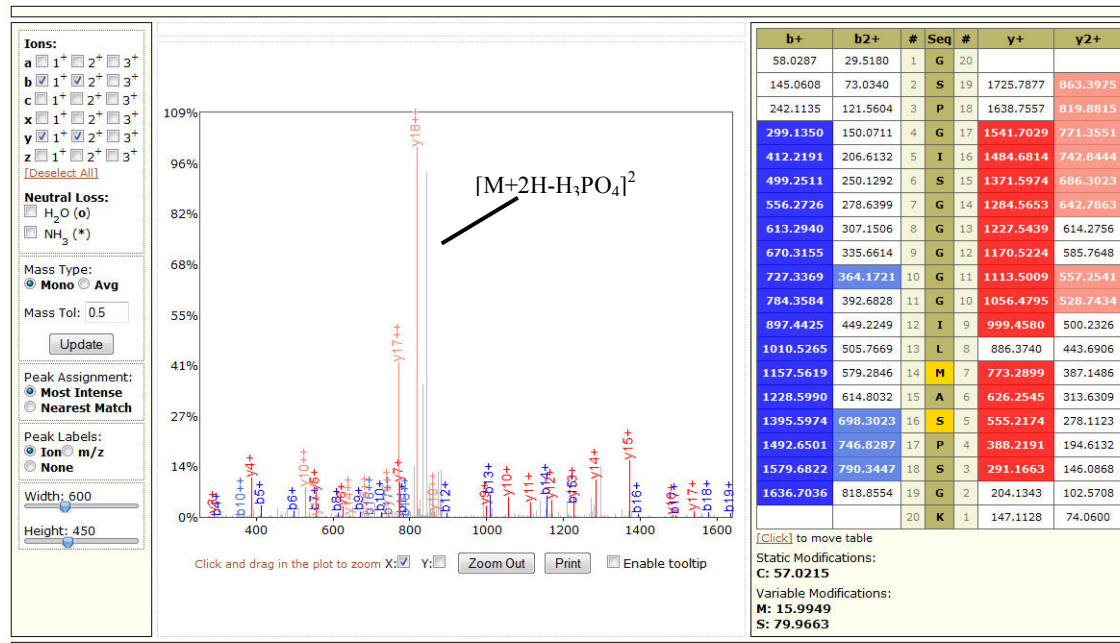 Ions:
a 1+ 2+ 3+
b 1+ 2+ 3+
c 1+ 2+ 3+
x 1+ 2+ 3+
y 1+ 2+ 3+
z 1+ 2+ 3+
[Deselect All]
Neutral Loss:
H2O (o)
NH3 (*)
Mass Type:
Mono Avg
Mass Tol: 0.5
Update
Peak Assignment:
Most Intense
Nearest Match
Peak Labels:
Ion m/z
None
Width: 600
Height: 450
109%
96%
82%
68%
55%
41%
27%
14%
0%
[M+2H-H3PO4]2
y18+
y17++
y4+
b5+
y10++
b6+
y7+
b12+
b13+
y10+
y11+
b14+
y14+
y15+
b16+
y17+
b18+
b19+
400 600 800 1000 1200 1400 1600
Click and drag in the plot to zoom X: Y: Zoom Out Print Enable tooltip
b+ b2+ # Seq # y+ y2+
58.0287 29.5180 1 G 20
145.0608 73.0340 2 S 19 1725.7877 863.3975
242.1135 121.5604 3 P 18 1638.7557 819.8815
299.1350 150.0711 4 G 17 1541.7029 771.3551
412.2191 206.6132 5 I 16 1484.6814 742.8444
499.2511 250.1292 6 S 15 1371.5974 686.3023
556.2726 278.6399 7 G 14 1284.5653 642.7863
613.2940 307.1506 8 G 13 1227.5439 614.2756
670.3155 335.6614 9 G 12 1170.5224 585.7648
727.3369 364.1721 10 G 11 1113.5009 557.2541
784.3584 392.6828 11 G 10 1056.4795 528.7434
897.4425 449.2249 12 I 9 999.4580 500.2326
1010.5265 505.7669 13 L 8 886.3740 443.6906
1157.5619 579.2846 14 M 7 773.2899 387.1486
1228.5990 614.8032 15 A 6 626.2545 313.6309
1395.5974 698.3023 16 S 5 555.2174 278.1123
1492.6501 746.8287 17 P 4 388.2191 194.6132
1579.6822 790.3447 18 S 3 291.1663 146.0868
1636.7036 818.8554 19 G 2 204.1343 102.5708
20 K 1 147.1128 74.0600
[Click] to move table
Static Modifications:
C: 57.0215
Variable Modifications:
M: 15.9949
S: 79.9663